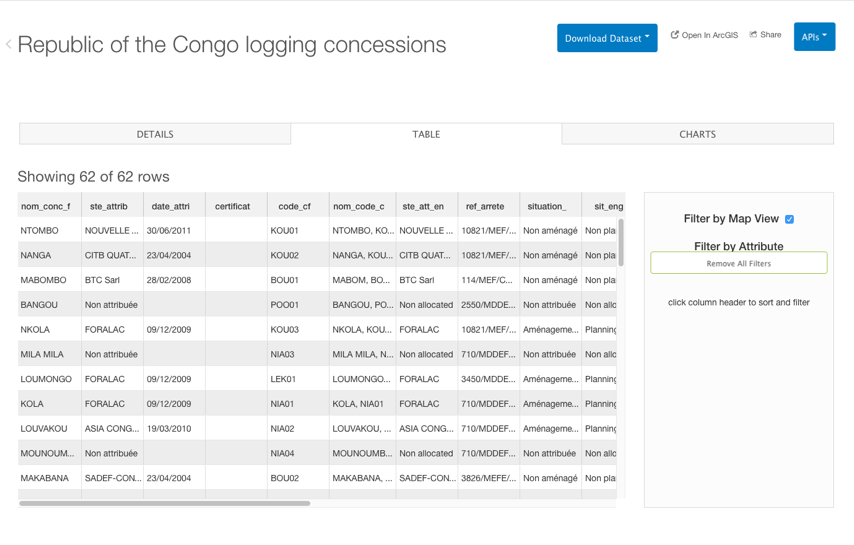 Republic of the Congo logging concessions
Download Dataset
Open In ArcGIS
Share
APIs
DETAILS TABLE CHARTS
Showing 62 of 62 rows
nom_conc_f ste_attrib date_attri certificat code_cf nom_code_c ste_att_en ref_arrete situation_ sit_eng
NTOMBO NOUVELLE ... 30/06/2011 KOU01 NTOMBO, KO... NOUVELLE ... 10821/MEF/... Non aménagé Non pla
NANGA CITB QUAT... 23/04/2004 KOU02 NANGA, KOU... CITB QUAT... 10821/MEF/... Non aménagé Non pla
MABOMBO BTC Sarl 28/02/2008 BOU01 MABOM, BO... BTC Sarl 114/MEF/C... Non aménagé Non pla
BANGOU Non attribuée POO01 BANGOU, PO... Non allocated 2550/MDDE... Non attribuée Non allo
NKOLA FORALAC 09/12/2009 KOU03 NKOLA, KOU... FORALAC 10821/MEF/... Aménageme... Planning
MILA MILA Non attribuée NIA03 MILA MILA, N... Non allocated 710/MDDEF... Non attribuée Non allo
LOUMONGO FORALAC 09/12/2009 LEK01 LOUMONGO... FORALAC 3450/MDDE... Aménageme... Planning
KOLA FORALAC 09/12/2009 NIA01 KOLA, NIA01 FORALAC 710/MDDEF... Aménageme... Planning
LOUVAKOU ASIA CONG... 19/03/2010 NIA02 LOUVAKOU, ... ASIA CONG... 710/MDDEF... Aménageme... Planning
MOUNOUM... Non attribuée NIA04 MOUNOUMB... Non allocated 710/MDDEF... Non attribuée Non allo
MAKABANA SADEF-CON... 23/04/2004 BOU02 MAKABANA, ... SADEF-CON... 3826/MEFE/... Non aménagé Non pla
Filter by Map View
Filter by Attribute
Remove All Filters
click column header to sort and filter